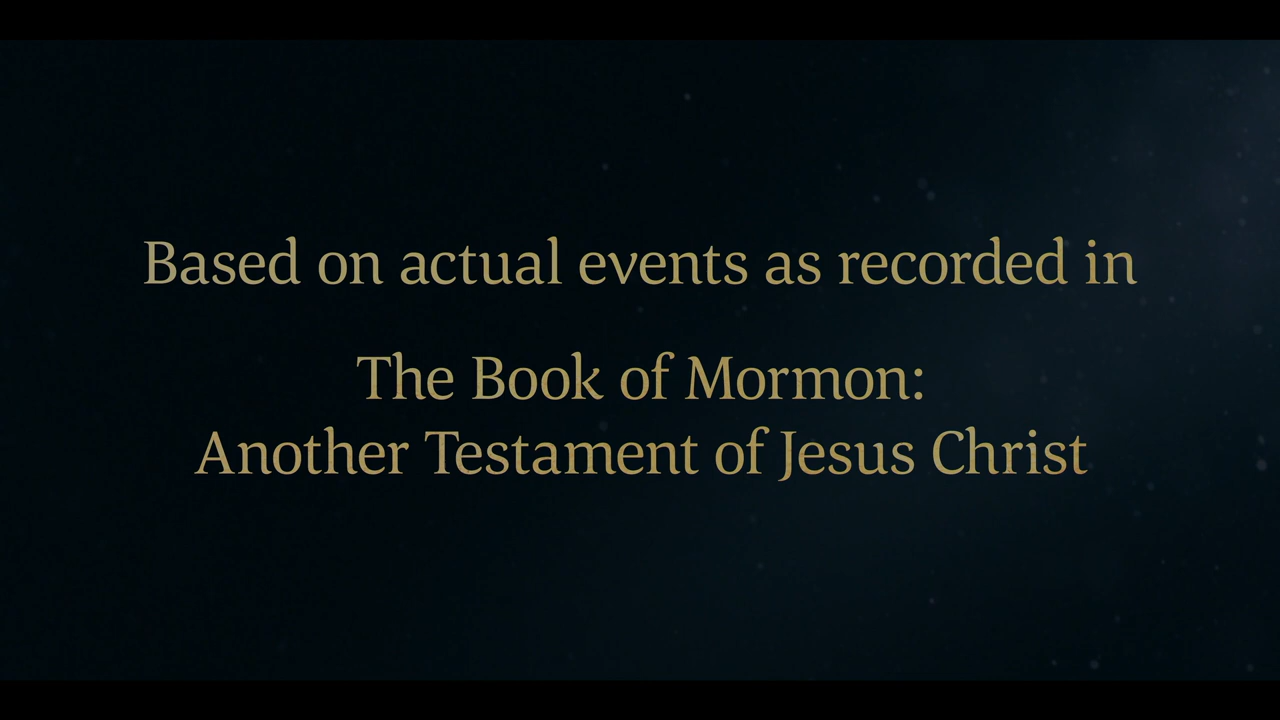 Based on actual events as recorded in
The Book of Mormon:
Another Testament of Jesus Christ